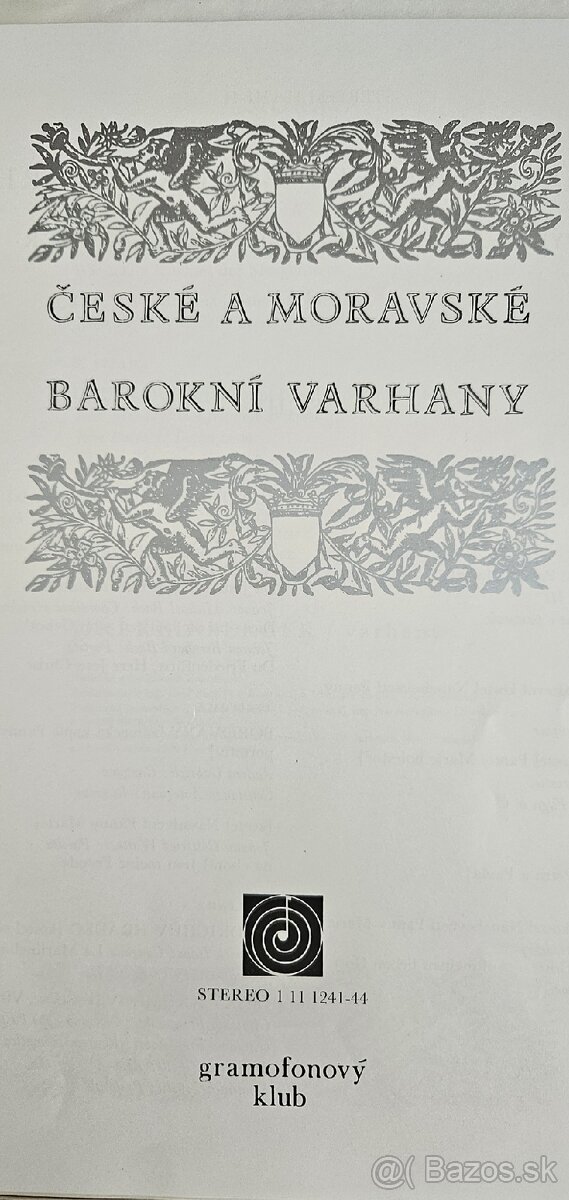 ČESKÉ A MORAVSKÉ
BAROKNÍ VARHANY
STEREO 1 11 1241-44
gramofonový
klub
@ Bazos.sk